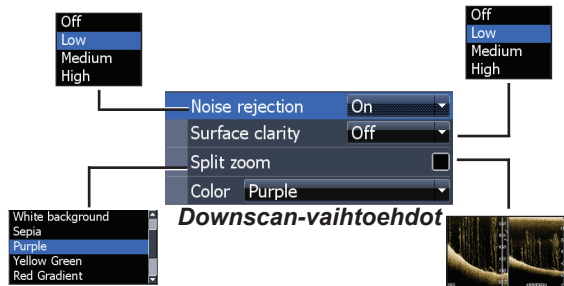 Off
Low
Medium
High
Off
Low
Medium
High
Noise rejection On
Surface clarity Off
Split zoom
Color Purple
White background
Sepia
Purple
Yellow Green
Red Gradient
Downscan-vaihtoehdot